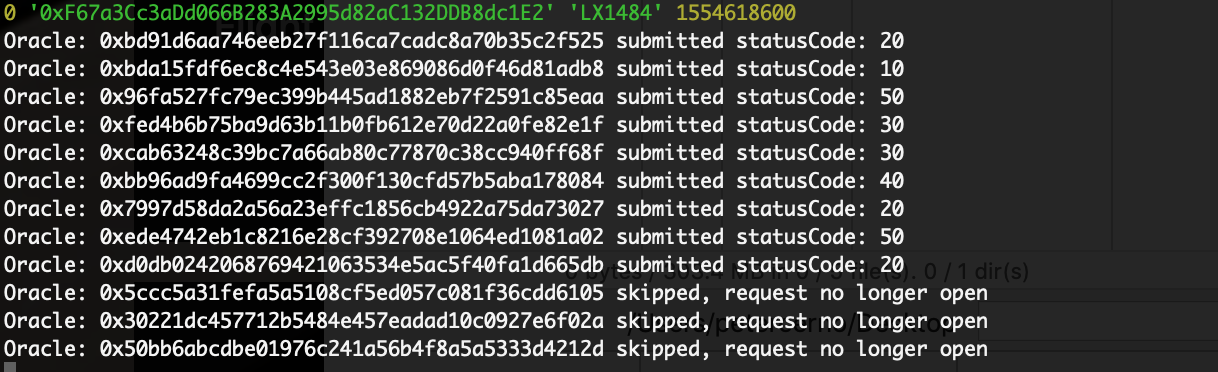 0 '0xF67a3Cc3aDd066B283A2995d82aC132DDB8dc1E2' 'LX1484' 1554618600
Oracle: 0xbd91d6aa746eeb27f116ca7cadc8a70b35c2f525 submitted statusCode: 20
Oracle: 0xbda15fdf6ec8c4e543e03e869086d0f46d81adb8 submitted statusCode: 10
Oracle: 0x96fa527fc79ec399b445ad1882eb7f2591c85eaa submitted statusCode: 50
Oracle: 0xfed4b6b75ba9d63b11b0fb612e70d22a0fe82e1f submitted statusCode: 30
Oracle: 0xcab63248c39bc7a66ab80c77870c38cc940ff68f submitted statusCode: 30
Oracle: 0xbb96ad9fa4699cc2f300f130cfd57b5aba178084 submitted statusCode: 40
Oracle: 0x7997d58da2a56a23effc1856cb4922a75da73027 submitted statusCode: 20
Oracle: 0xede4742eb1c8216e28cf392708e1064ed1081a02 submitted statusCode: 50
Oracle: 0xd0db0242068769421063534e5ac5f40fa1d665db submitted statusCode: 20
Oracle: 0x5ccc5a31fefa5a5108cf5ed057c081f36cdd6105 skipped, request no longer open
Oracle: 0x30221dc457712b5484e457eadad10c0927e6f02a skipped, request no longer open
Oracle: 0x50bb6abcdbe01976c241a56b4f8a5a5333d4212d skipped, request no longer open